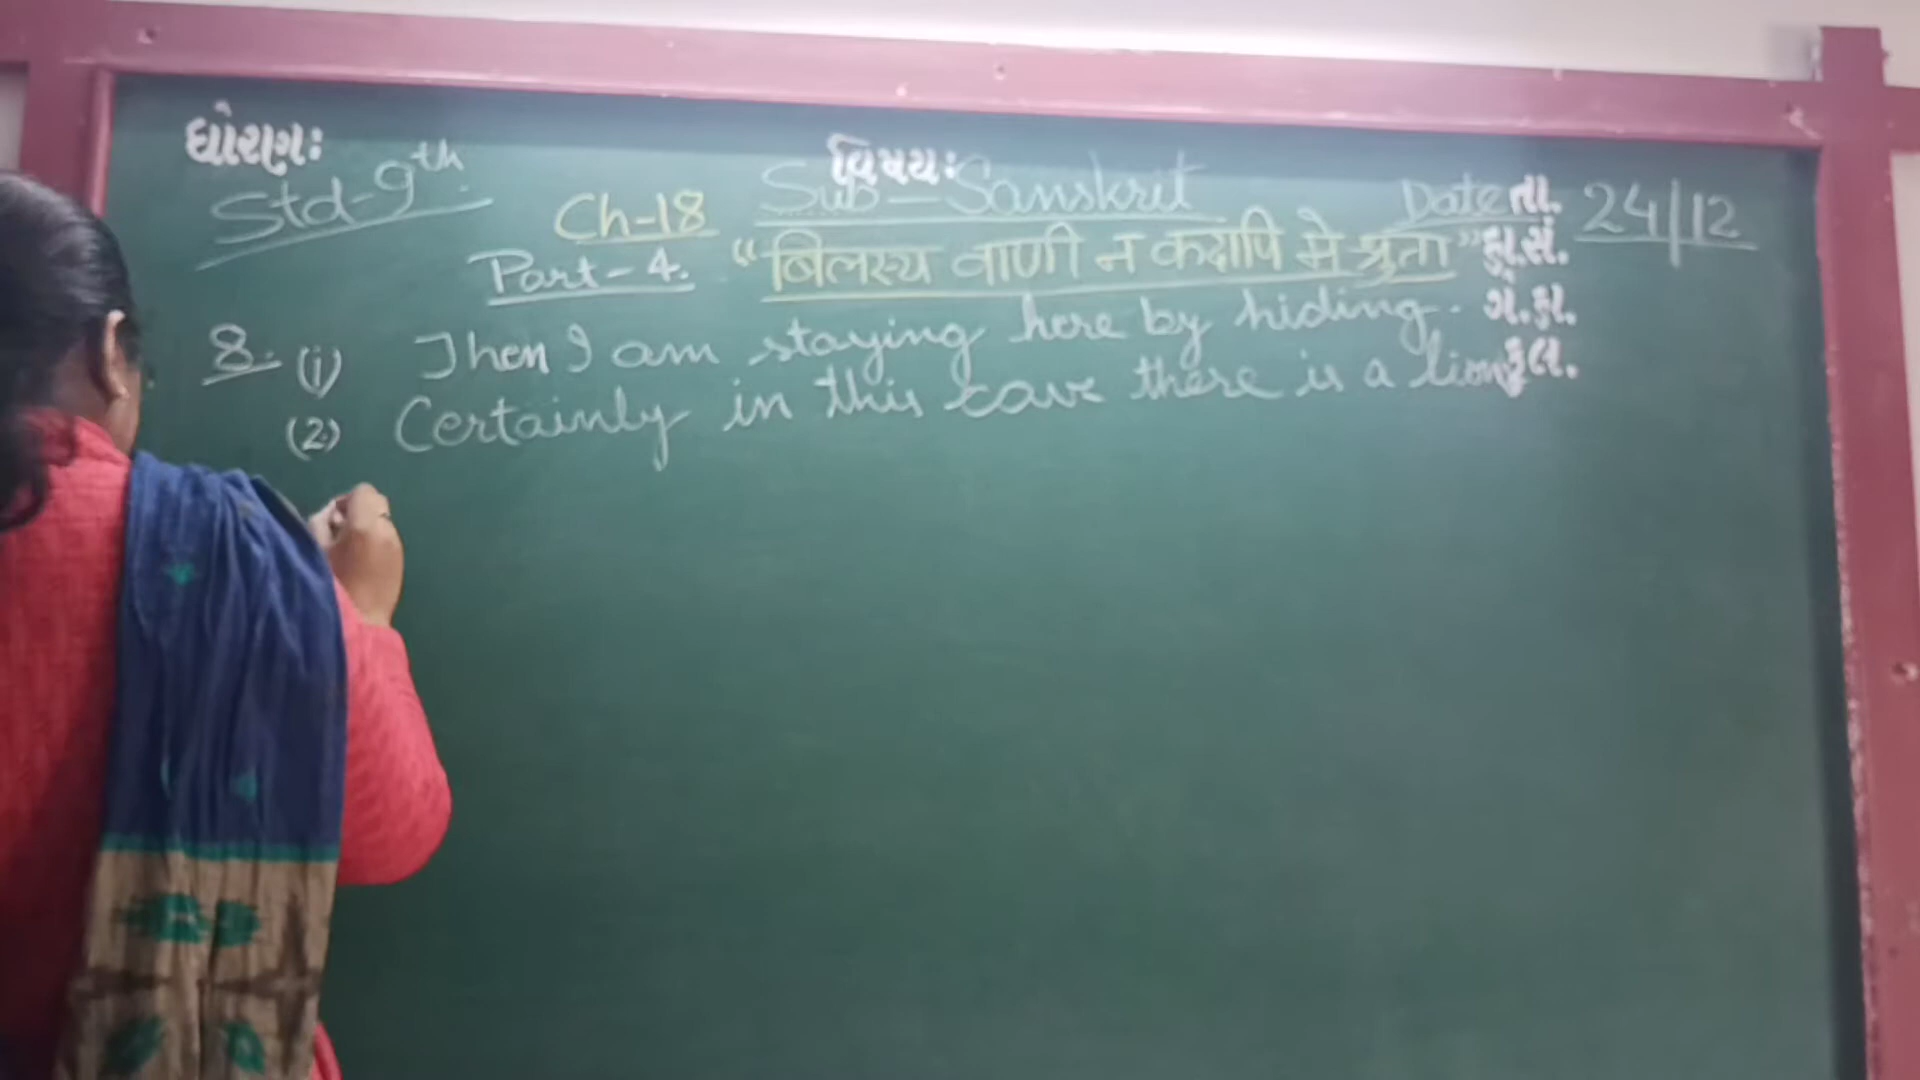 ધોરણઃ વિષયઃ
Std-9th Sub-Sanskrit Date તા. 24/12
Ch-18
Part-4. "बिलस्य वाणी न कदापि मे श्रुता" હા.સં.
8. (1) Then I am staying here by hiding. ગે.હા.
(2) Certainly in this cave there is a lion કુલ.